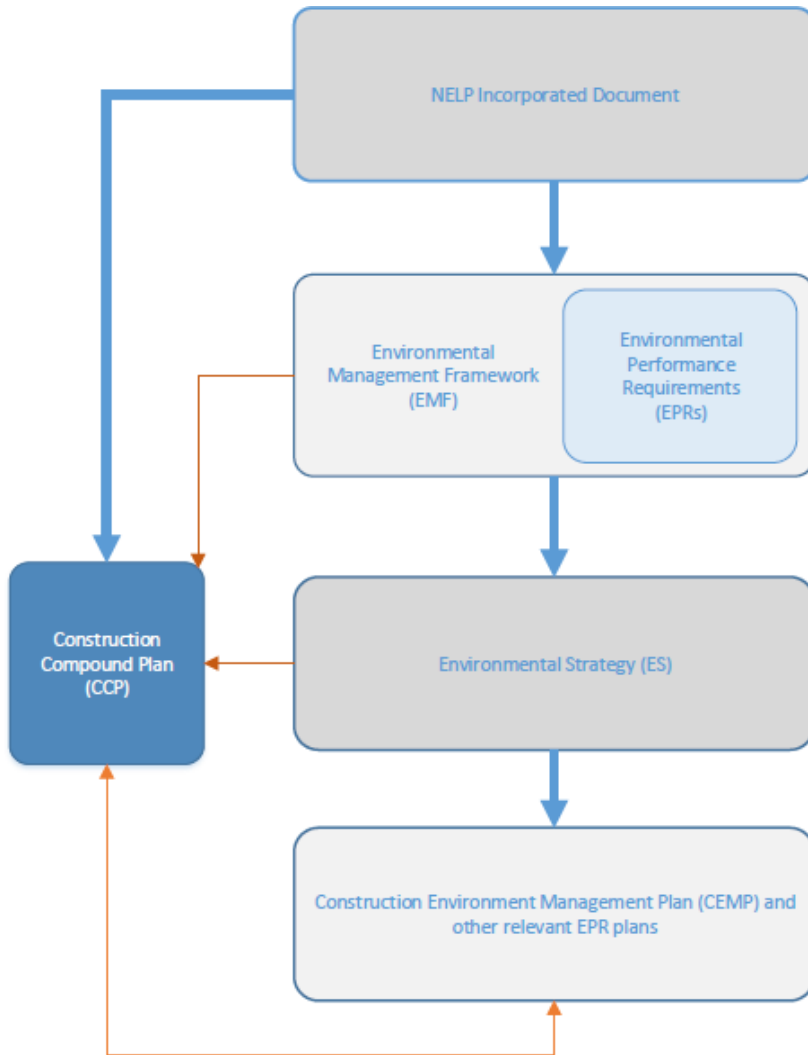 NELP Incorporated Document
Environmental
Management Framework
(EMF)
Environmental
Performance
Requirements
(EPRs)
Construction
Compound Plan
(CCP)
Environmental Strategy (ES)
Construction Environment Management Plan (CEMP) and
other relevant EPR plans